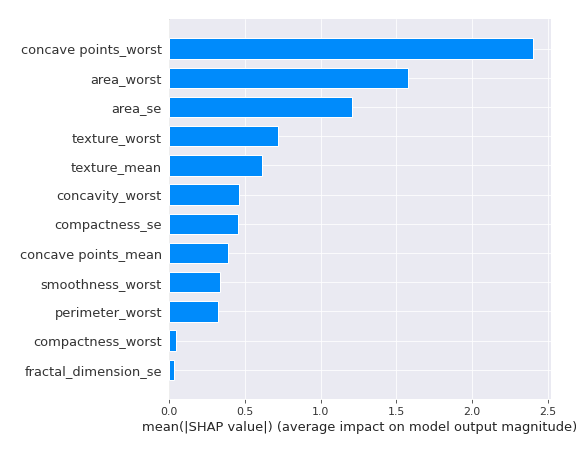 concave points_worst
area_worst
area_se
texture_worst
texture_mean
concavity_worst
compactness_se
concave points_mean
smoothness_worst
perimeter_worst
compactness_worst
fractal_dimension_se
0.0 0.5 1.0 1.5 2.0 2.5
mean(|SHAP value|) (average impact on model output magnitude)